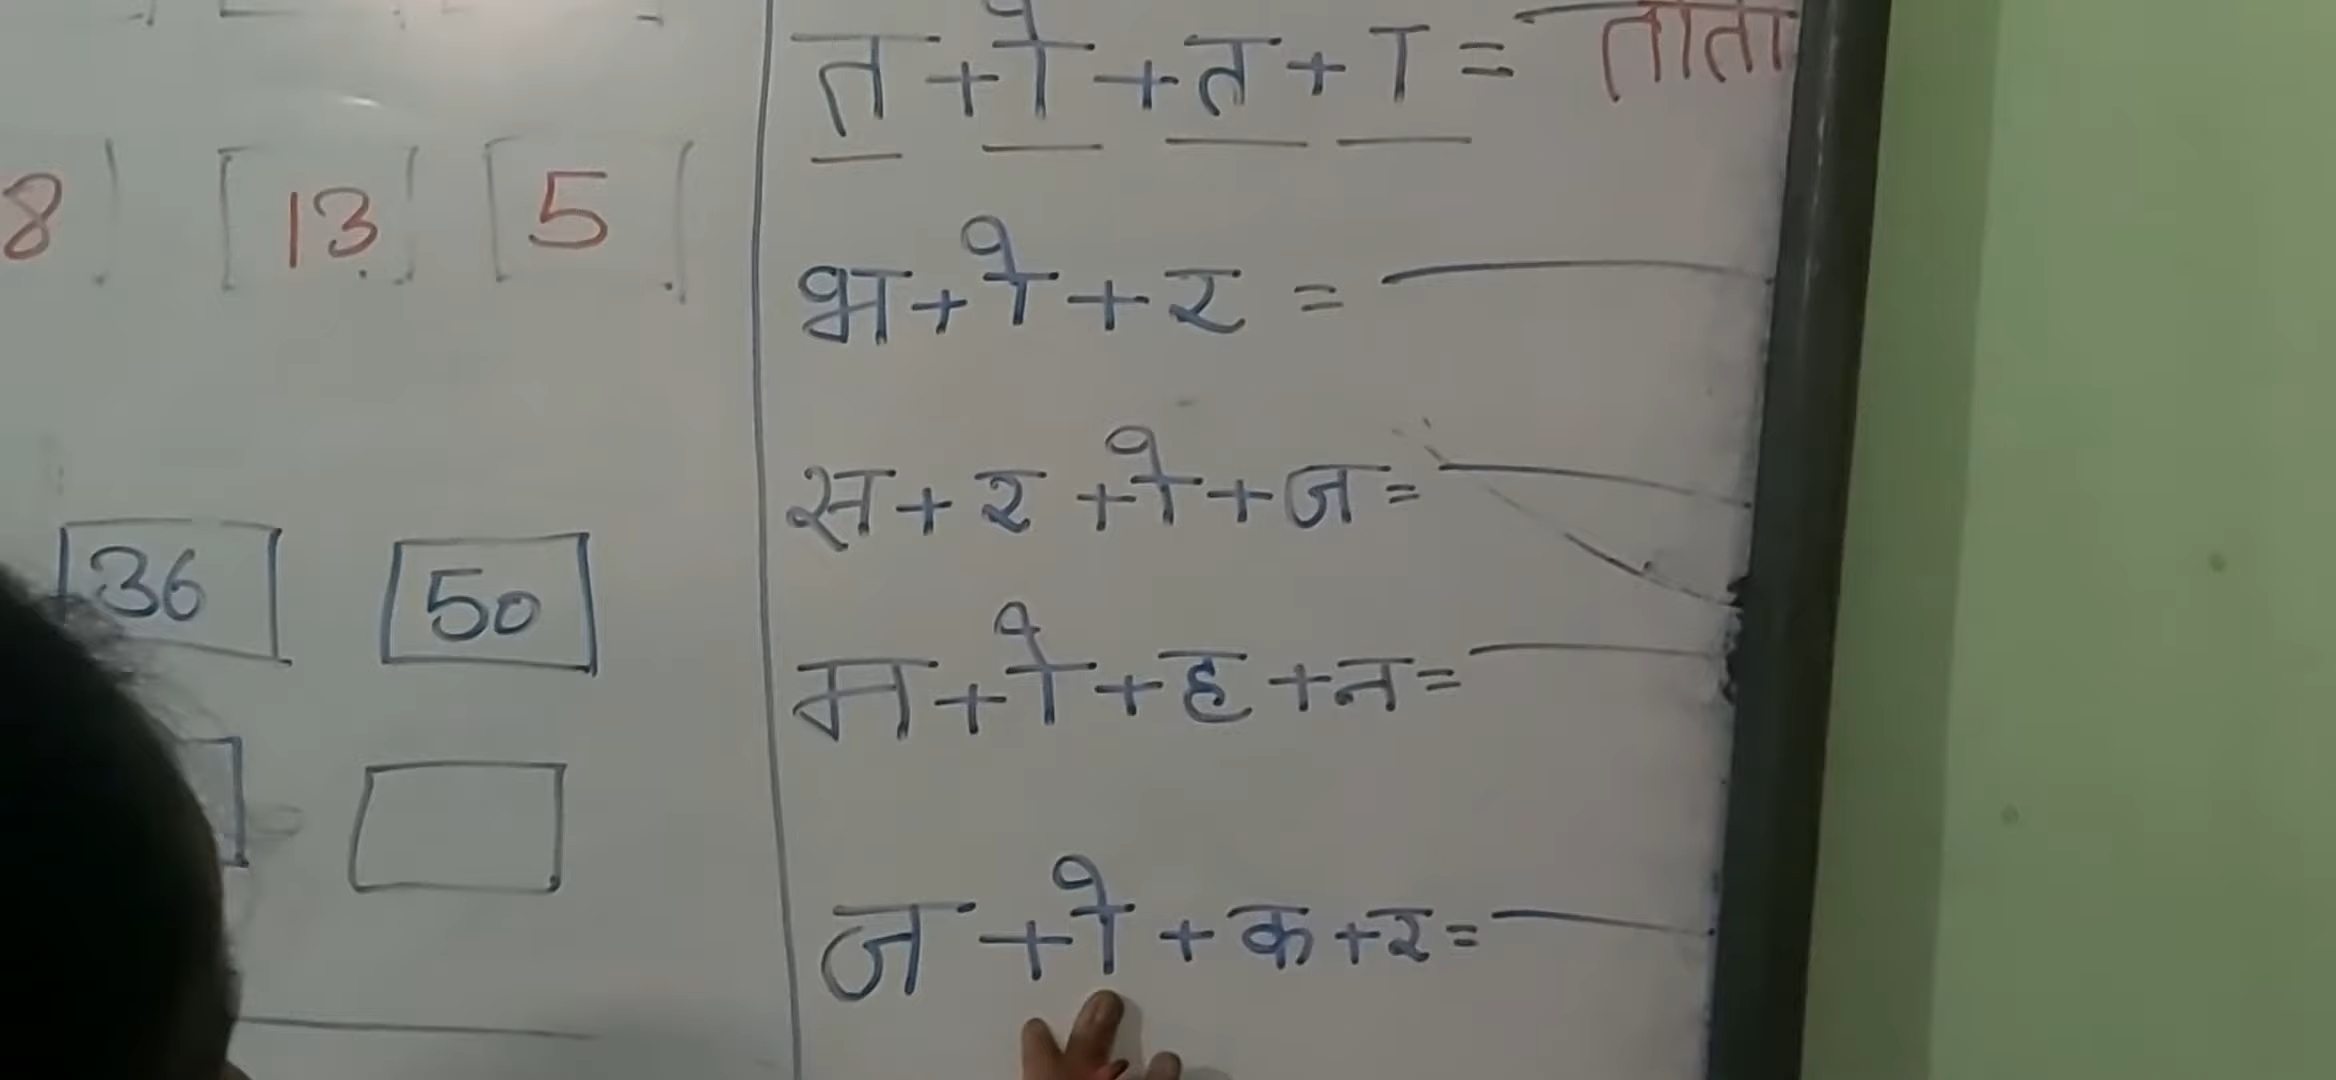 त + ो + त + ा = ताता
8 13 5
भ + ो + र =
स + र + ो + ज =
36 50
म + ो + ह + न =
ज + ो + क + र =